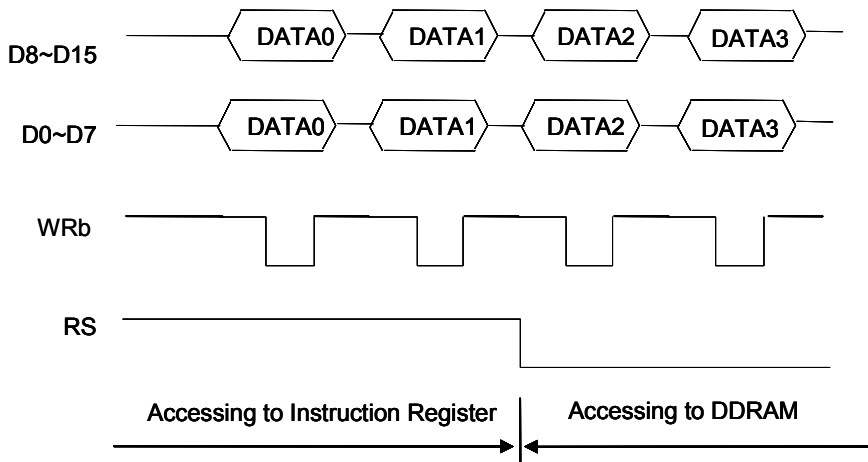 D8~D15 DATA0 DATA1 DATA2 DATA3
D0~D7 DATA0 DATA1 DATA2 DATA3
WRb
RS
Accessing to Instruction Register Accessing to DDRAM